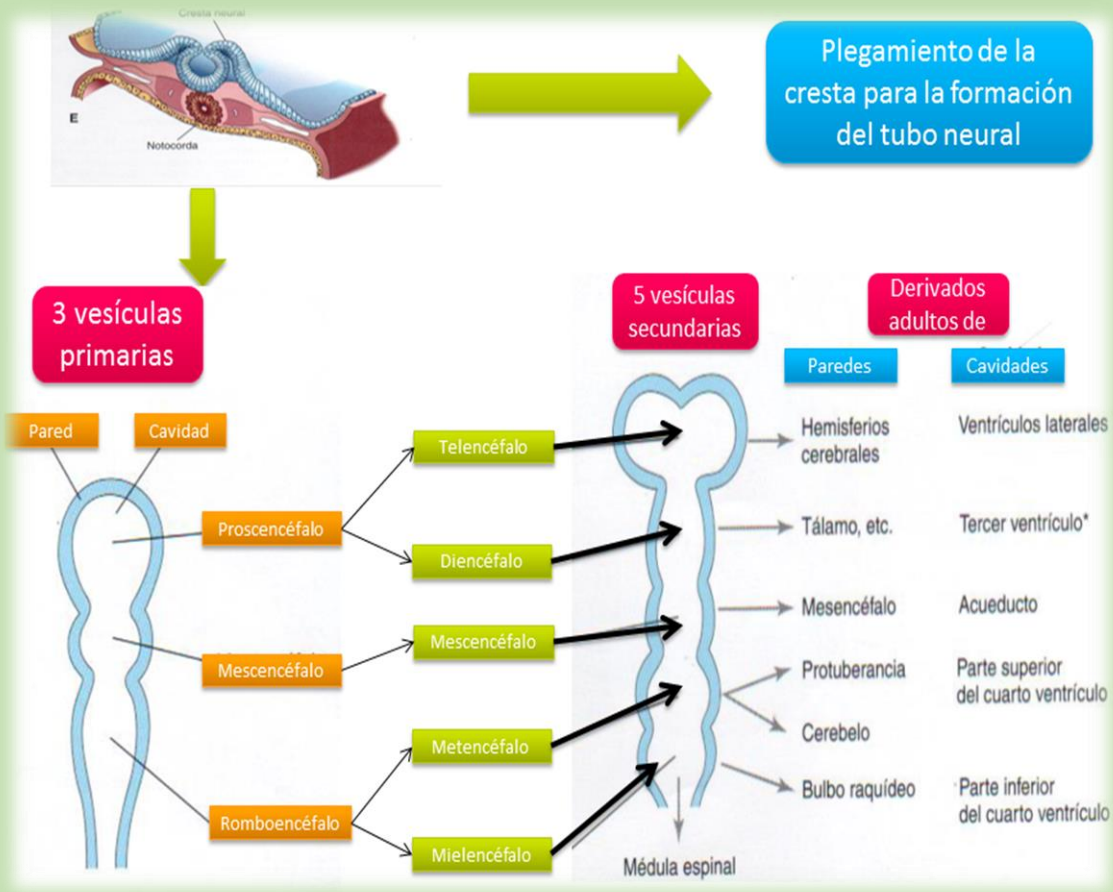 Cresta neural
E
Notocorda
Plegamiento de la
cresta para la formación
del tubo neural
3 vesículas
primarias
5 vesículas
secundarias
Derivados
adultos de
Paredes
Cavidades
Pared
Cavidad
Proscencéfalo
Mescencéfalo
Romboencéfalo
Telencéfalo
Diencéfalo
Mescencéfalo
Metencéfalo
Mielencéfalo
Hemisferios
cerebrales
Ventrículos laterales
Tálamo, etc.
Tercer ventrículo*
Mesencéfalo
Acueducto
Protuberancia
Parte superior
del cuarto ventrículo
Cerebelo
Bulbo raquídeo
Parte inferior
del cuarto ventrículo
Médula espinal